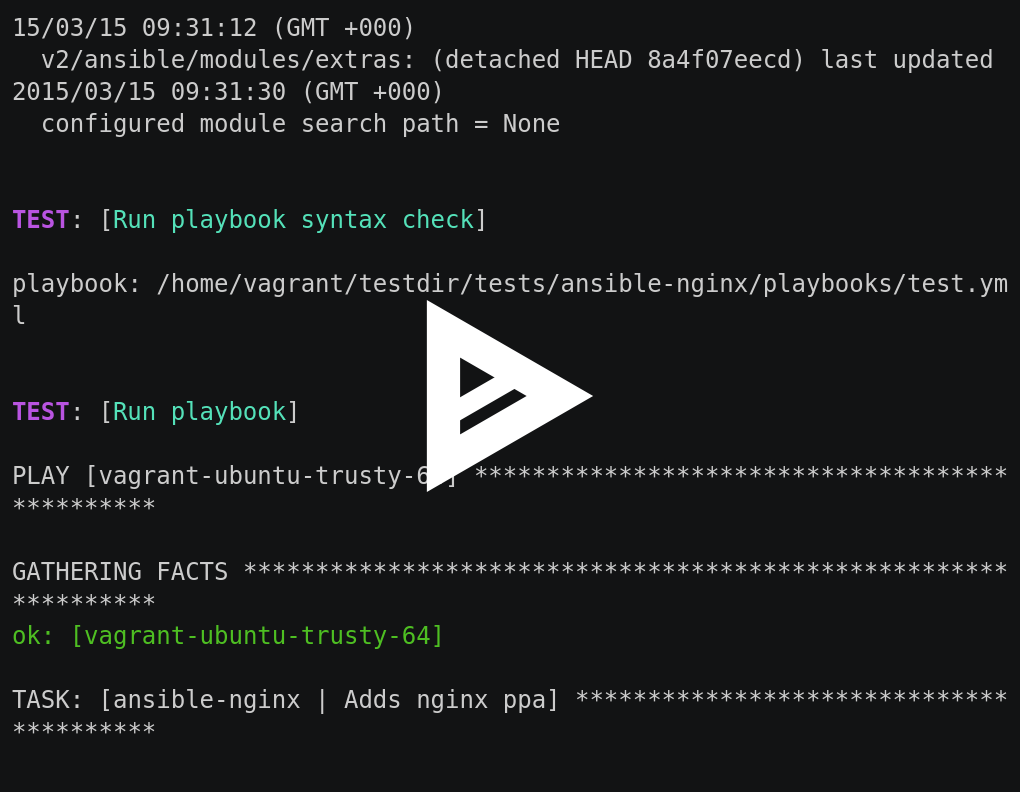 15/03/15 09:31:12 (GMT +000)
  v2/ansible/modules/extras: (detached HEAD 8a4f07eecd) last updated
2015/03/15 09:31:30 (GMT +000)
  configured module search path = None
TEST: [Run playbook syntax check]
playbook: /home/vagrant/testdir/tests/ansible-nginx/playbooks/test.ym
l
TEST: [Run playbook]
PLAY [vagrant-ubuntu-trusty-64] *************************************
**********
GATHERING FACTS *****************************************************
**********
ok: [vagrant-ubuntu-trusty-64]
TASK: [ansible-nginx | Adds nginx ppa] ******************************
**********